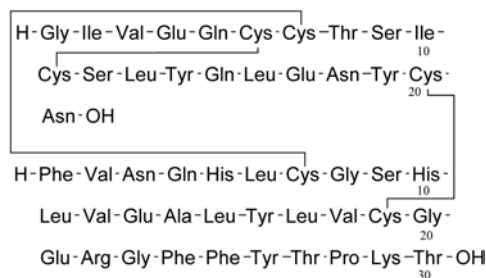 H-Gly-Ile-Val-Glu-Gln-Cys-Cys-Thr-Ser-Ile-
10
Cys-Ser-Leu-Tyr-Gln-Leu-Glu-Asn-Tyr-Cys-
20
Asn-OH
H-Phe-Val-Asn-Gln-His-Leu-Cys-Gly-Ser-His-
10
Leu-Val-Glu-Ala-Leu-Tyr-Leu-Val-Cys-Gly-
20
Glu-Arg-Gly-Phe-Phe-Tyr-Thr-Pro-Lys-Thr-OH
30